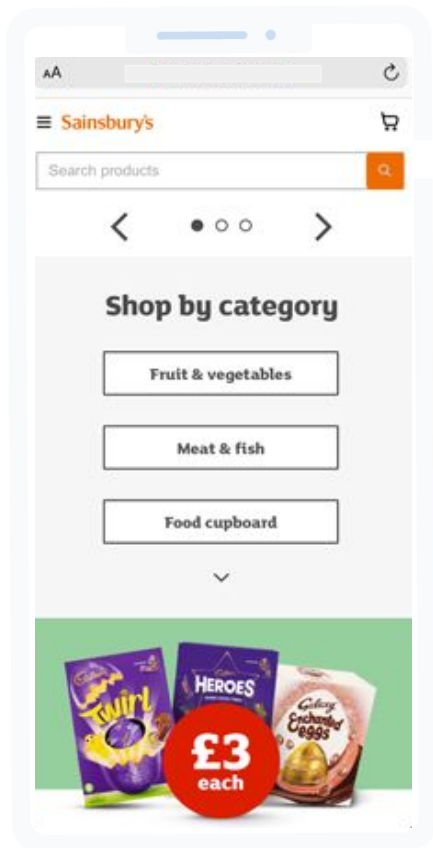 AA
Sainsbury's
Search products
Shop by category
Fruit & vegetables
Meat & fish
Food cupboard
Cadbury
Twirl
HEROES
Galaxy
Enchanted
eggs
£3
each